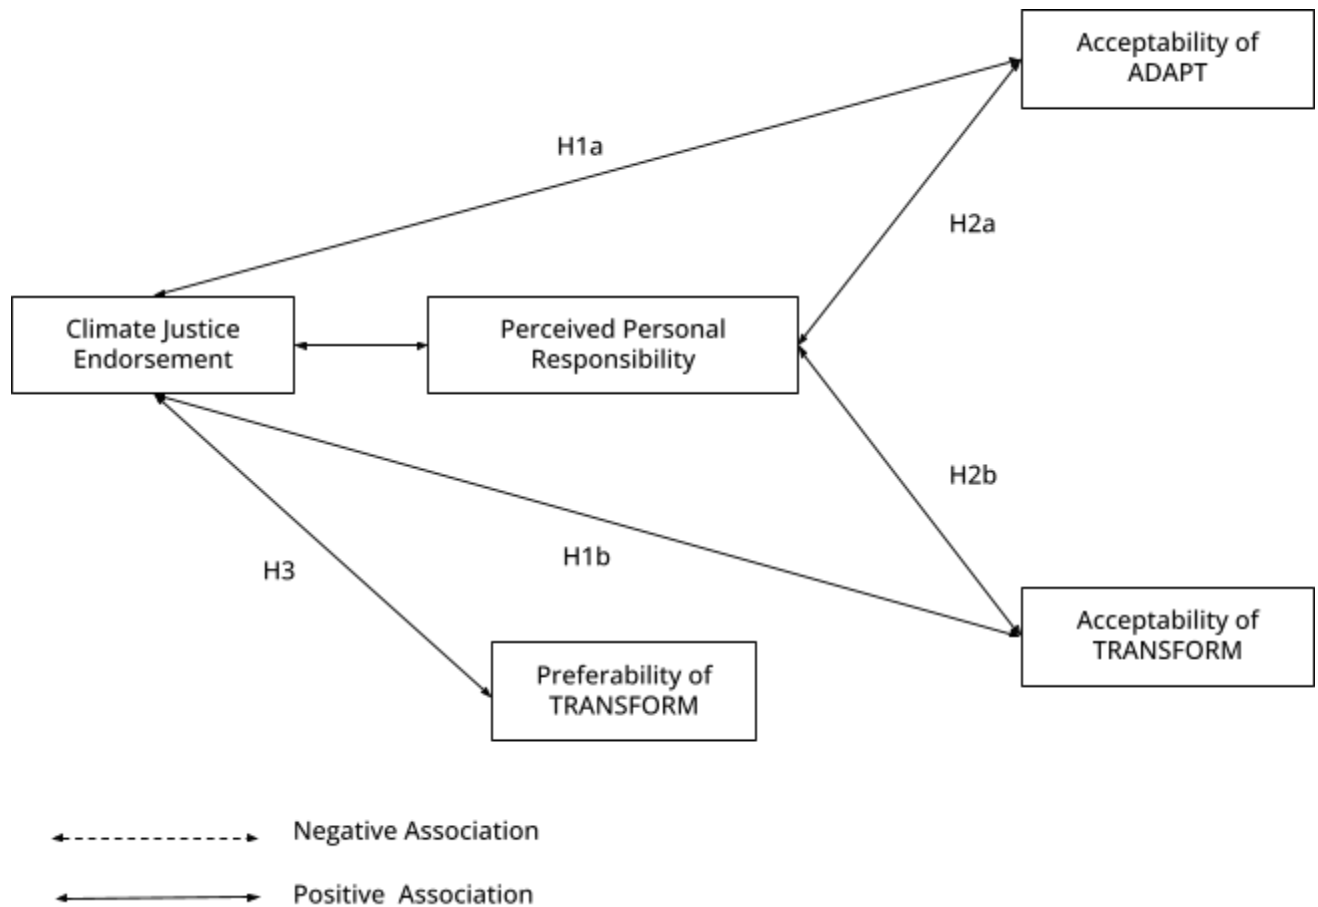 Acceptability of
ADAPT
H1a
H2a
Climate Justice
Endorsement
Perceived Personal
Responsibility
H2b
H1b
H3
Acceptability of
TRANSFORM
Preferability of
TRANSFORM
Negative Association
Positive  Association